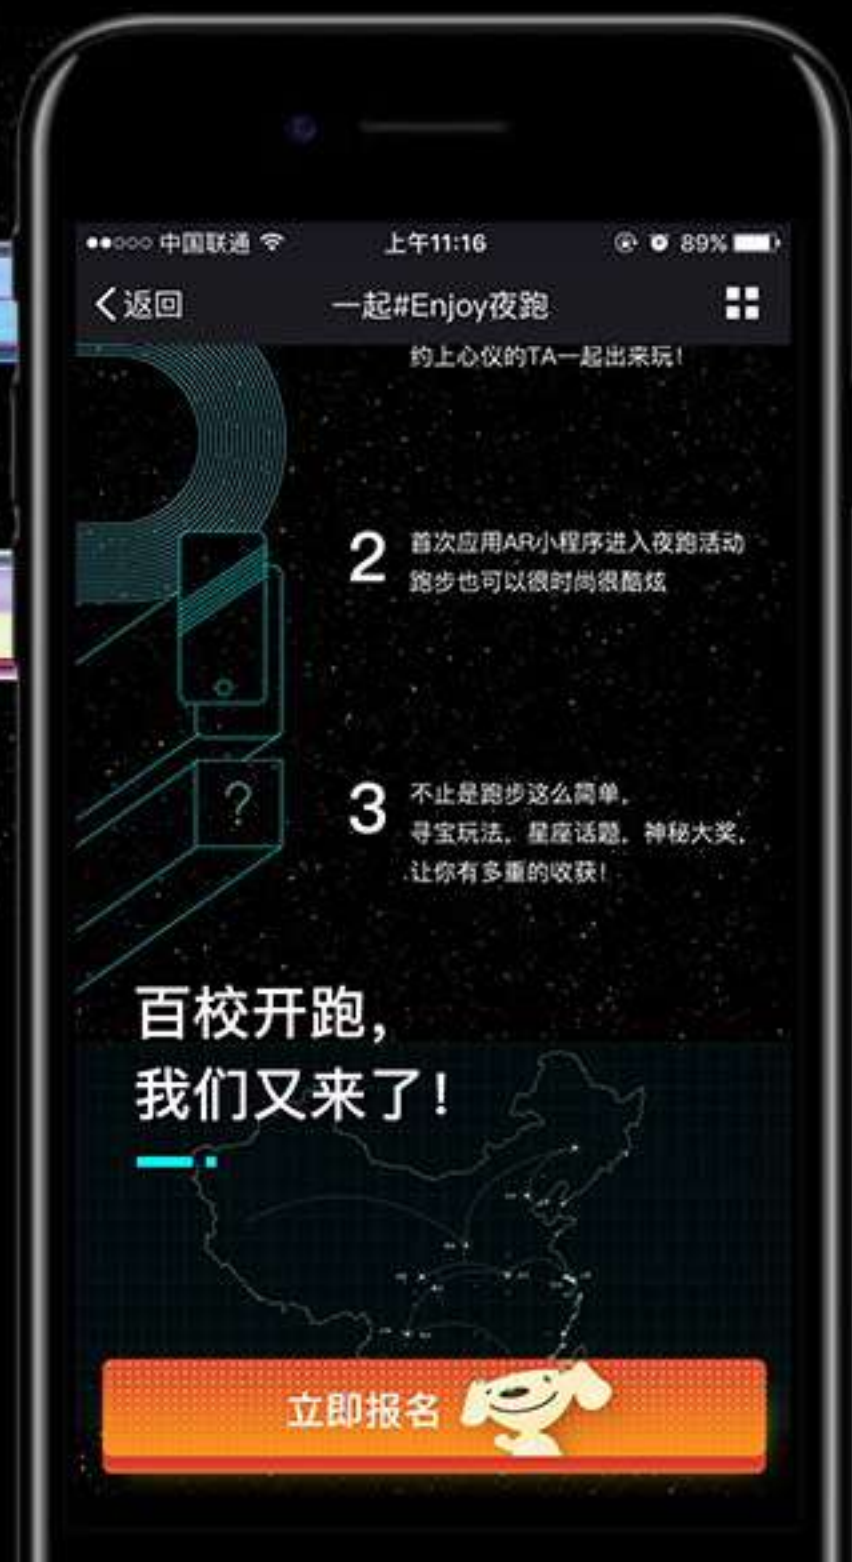 中国联通
上午11:16
89%
返回
一起#Enjoy夜跑
约上心仪的TA一起出来玩!
2
首次应用AR小程序进入夜跑活动
跑步也可以很时尚很酷炫
?
3
不止是跑步这么简单,
寻宝玩法, 星座话题, 神秘大奖,
让你有多重的收获!
百校开跑,
我们又来了!
立即报名